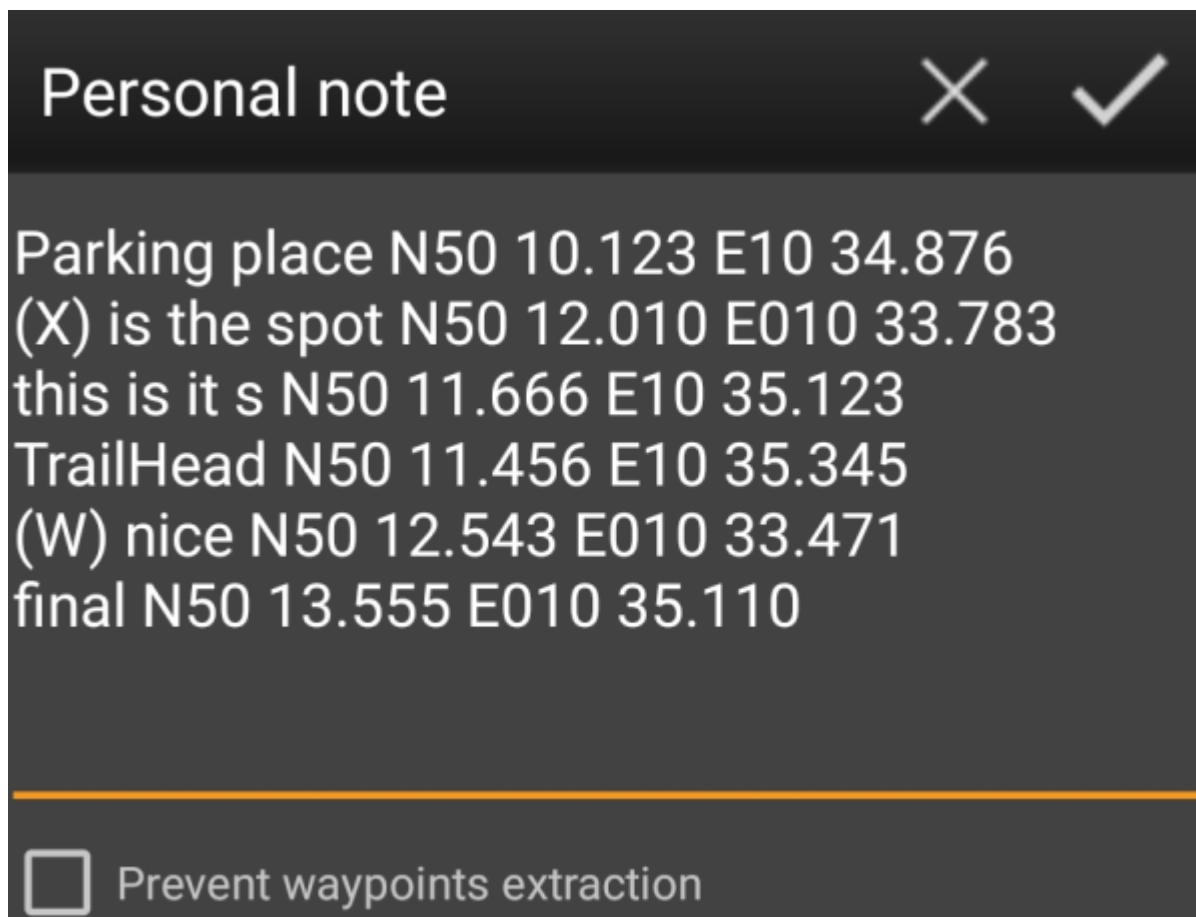 Personal note
Parking place N50 10.123 E10 34.876
(X) is the spot N50 12.010 E010 33.783
this is it s N50 11.666 E10 35.123
TrailHead N50 11.456 E10 35.345
(W) nice N50 12.543 E010 33.471
final N50 13.555 E010 35.110
Prevent waypoints extraction